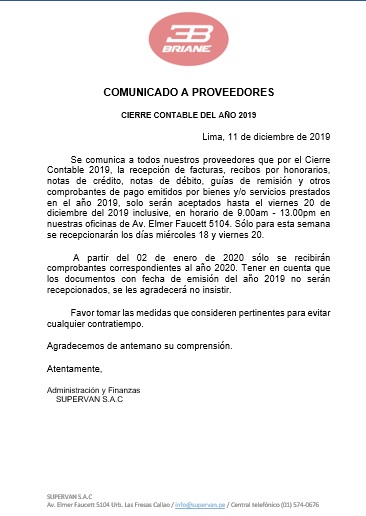 3B
BRIANE
COMUNICADO A PROVEEDORES
CIERRE CONTABLE DEL AÑO 2019
Lima, 11 de diciembre de 2019
Se comunica a todos nuestros proveedores que por el Cierre
Contable 2019, la recepción de facturas, recibos por honorarios,
notas de crédito, notas de débito, guías de remisión y otros
comprobantes de pago emitidos por bienes y/o servicios prestados
en el año 2019, solo serán aceptados hasta el viernes 20 de
diciembre del 2019 inclusive, en horario de 9.00am - 13.00pm en
nuestras oficinas de Av. Elmer Faucett 5104. Sólo para esta semana
se recepcionarán los días miércoles 18 y viernes 20.
A partir del 02 de enero de 2020 sólo se recibirán
comprobantes correspondientes al año 2020. Tener en cuenta que
los documentos con fecha de emisión del año 2019 no serán
recepcionados, se les agradecerá no insistir.
Favor tomar las medidas que consideren pertinentes para evitar
cualquier contratiempo.
Agradecemos de antemano su comprensión.
Atentamente,
Administración y Finanzas
SUPERVAN S.A.C
SUPERVAN S.A.C
Av. Elmer Faucett 5104 Urb. Las Fresas Callao / info@supervan.pe / Central telefónico (01) 574-0676